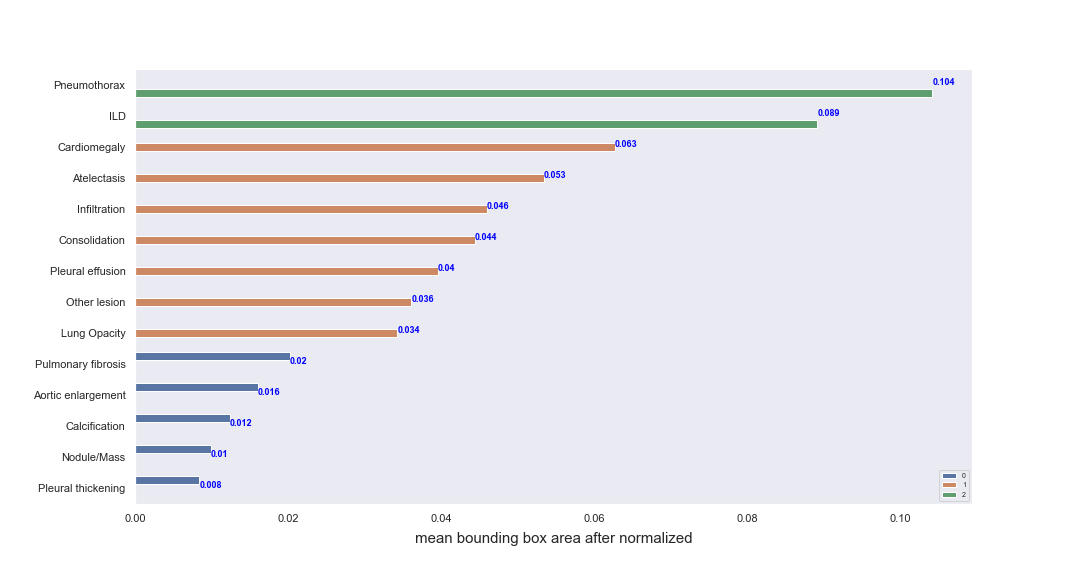 Pneumothorax 0.104
ILD 0.089
Cardiomegaly 0.063
Atelectasis 0.053
Infiltration 0.046
Consolidation 0.044
Pleural effusion 0.04
Other lesion 0.036
Lung Opacity 0.034
Pulmonary fibrosis 0.02
Aortic enlargement 0.016
Calcification 0.012
Nodule/Mass 0.01
Pleural thickening 0.008
0
1
2
0.00 0.02 0.04 0.06 0.08 0.10
mean bounding box area after normalized